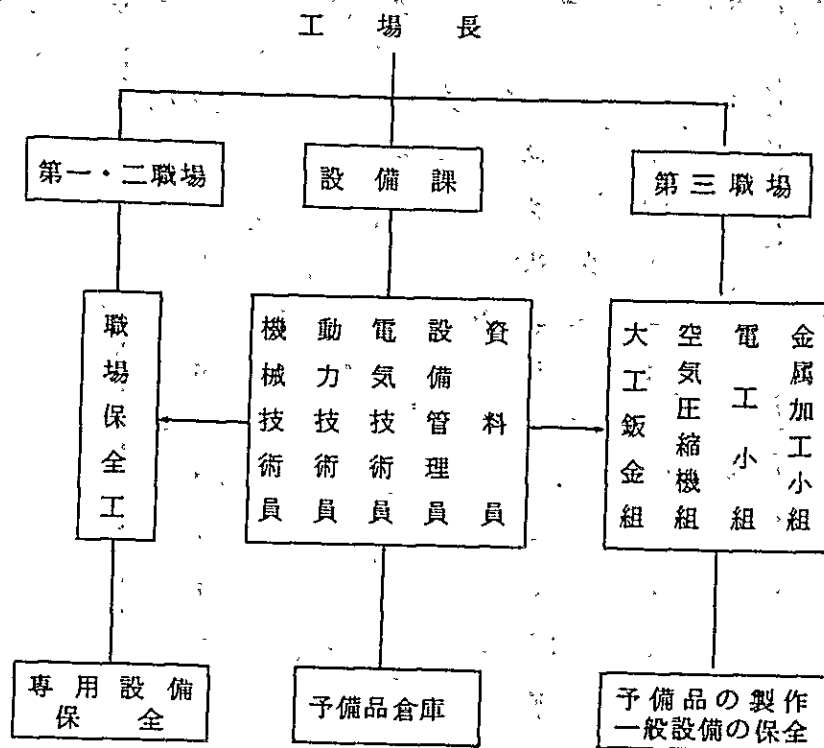 工場長
第一・二職場
設備課
第三職場
職場保全工
機械技術員
動力技術員
電気技術員
設備管理員
資料員
大工鈑金組
空気圧縮機組
電工小組
金属加工小組
専用設備
保全
予備品倉庫
予備品の製作
一般設備の保全